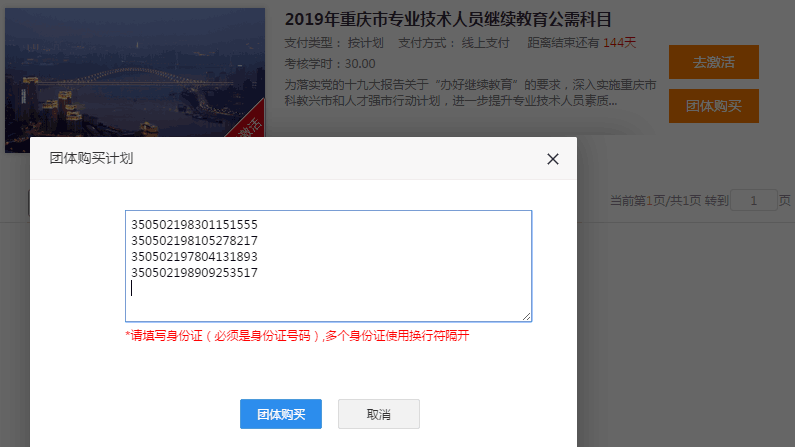 2019年重庆市专业技术人员继续教育公需科目
支付类型： 按计划 支付方式： 线上支付 距离结束还有 144天
考核学时：30.00
为落实党的十九大报告关于“办好继续教育”的要求，深入实施重庆市
科教兴市和人才强市行动计划，进一步提升专业技术人员素质...
去激活
团体购买
激活
团体购买计划
当前第1页/共1页 转到 1 页
350502198301151555
350502198105278217
350502197804131893
350502198909253517
*请填写身份证（必须是身份证号码）,多个身份证使用换行符隔开
团体购买
取消